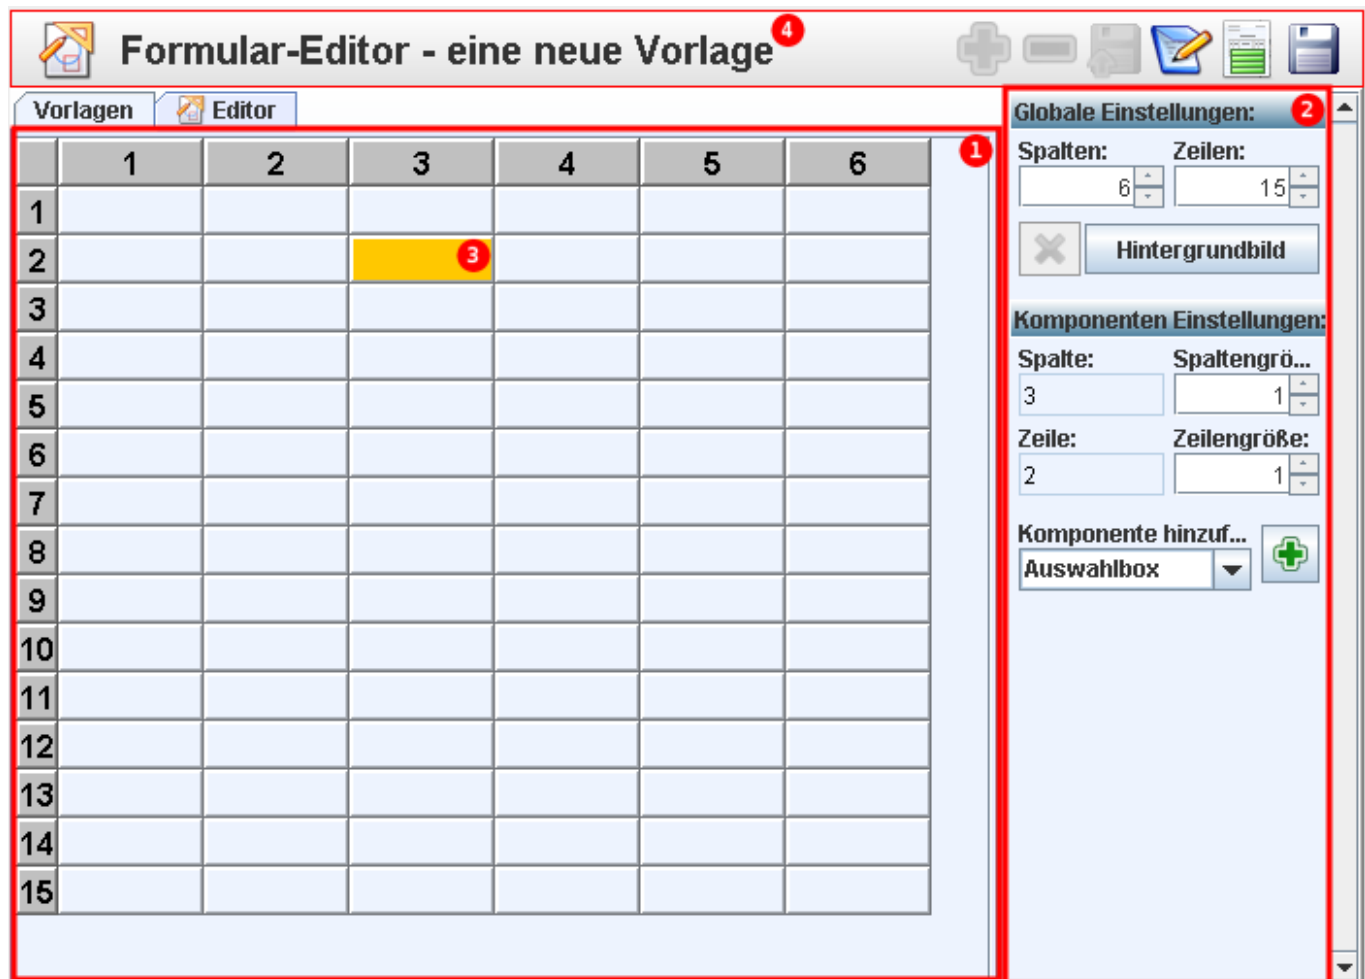 Formular-Editor - eine neue Vorlage 4
Vorlagen Editor
1 2 3 4 5 6 1
1
2 3
3
4
5
6
7
8
9
10
11
12
13
14
15
Globale Einstellungen: 2
Spalten: Zeilen:
6 15
Hintergrundbild
Komponenten Einstellungen:
Spalte: Spaltengrö...
3 1
Zeile: Zeilengröße:
2 1
Komponente hinzuf...
Auswahlbox